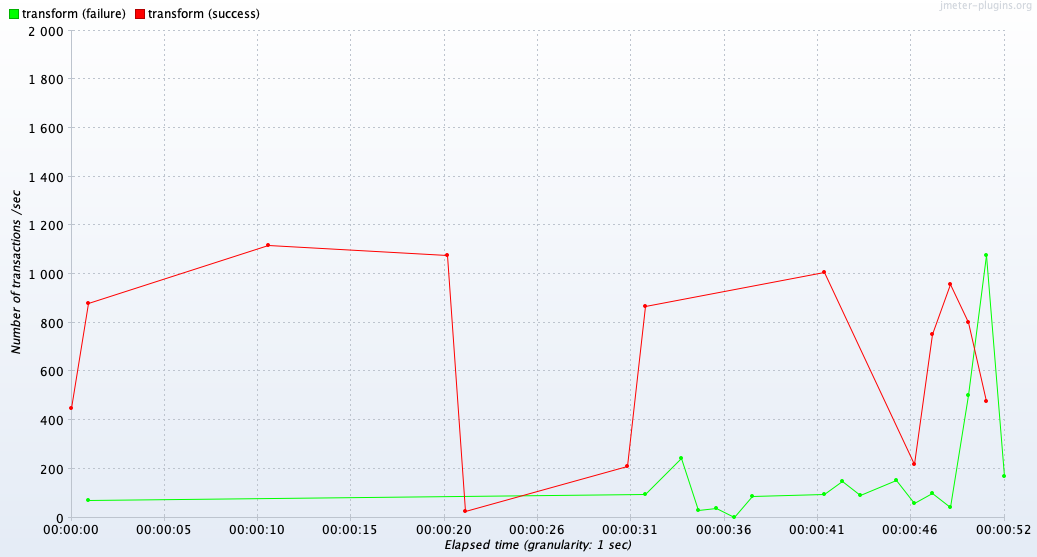 jmeter-plugins.org
transform (failure) transform (success)
2 000
1 800
1 600
1 400
1 200
1 000
800
600
400
200
0
Number of transactions /sec
00:00:00 00:00:05 00:00:10 00:00:15 00:00:20 00:00:26 00:00:31 00:00:36 00:00:41 00:00:46 00:00:52
Elapsed time (granularity: 1 sec)